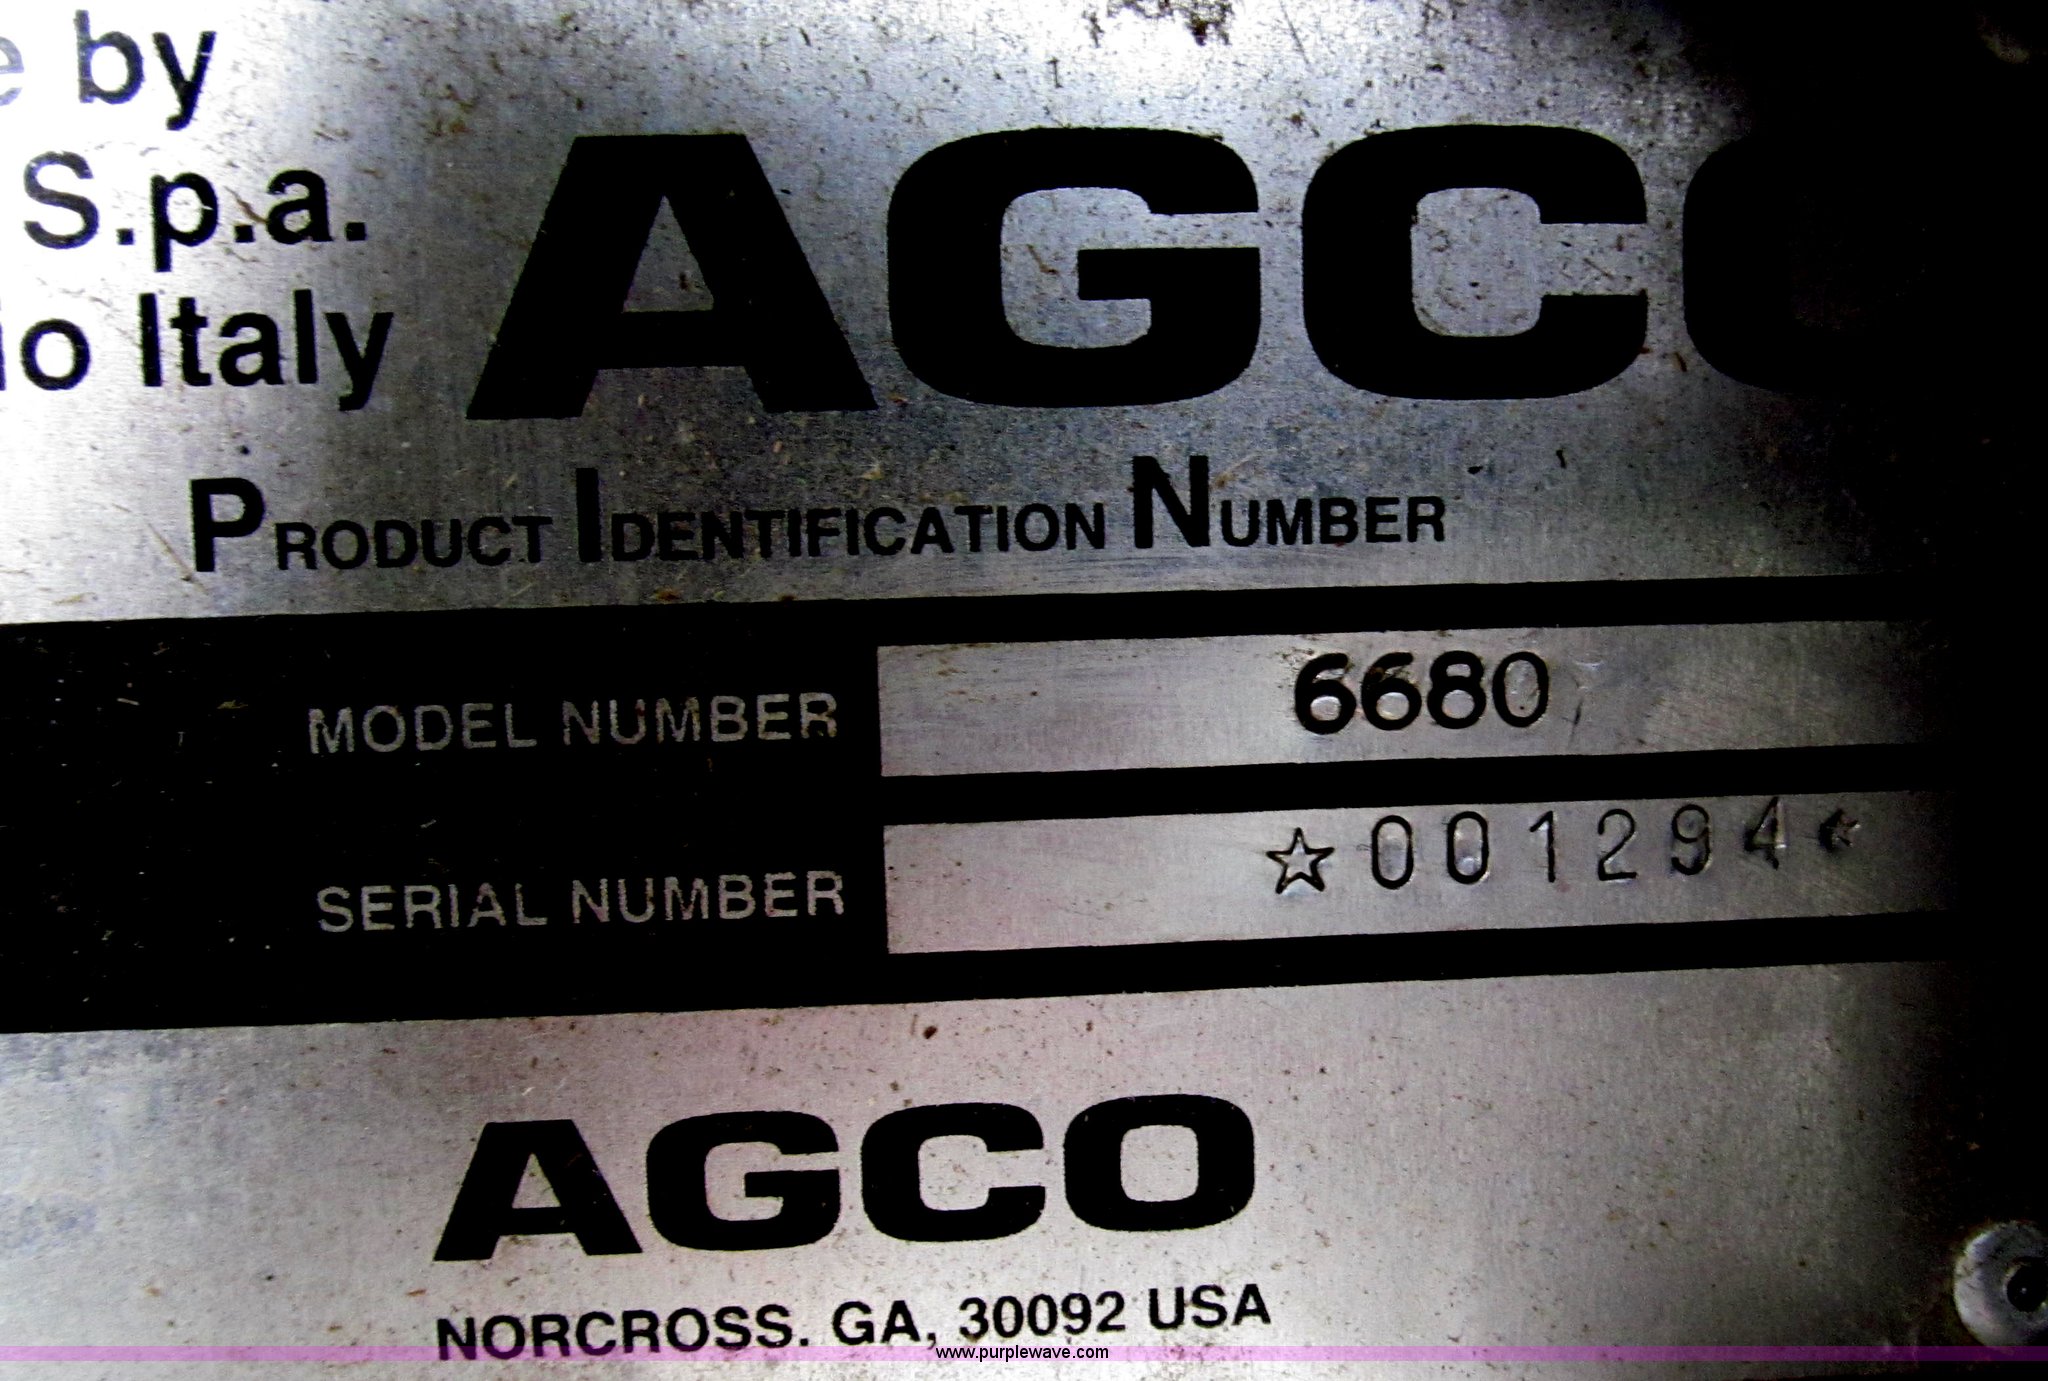 by
S.p.a.
Italy
AGCO
PRODUCT IDENTIFICATION NUMBER
MODEL NUMBER 6680
SERIAL NUMBER ☆001294☆
AGCO
NORCROSS. GA, 30092 USA
www.purplewave.com